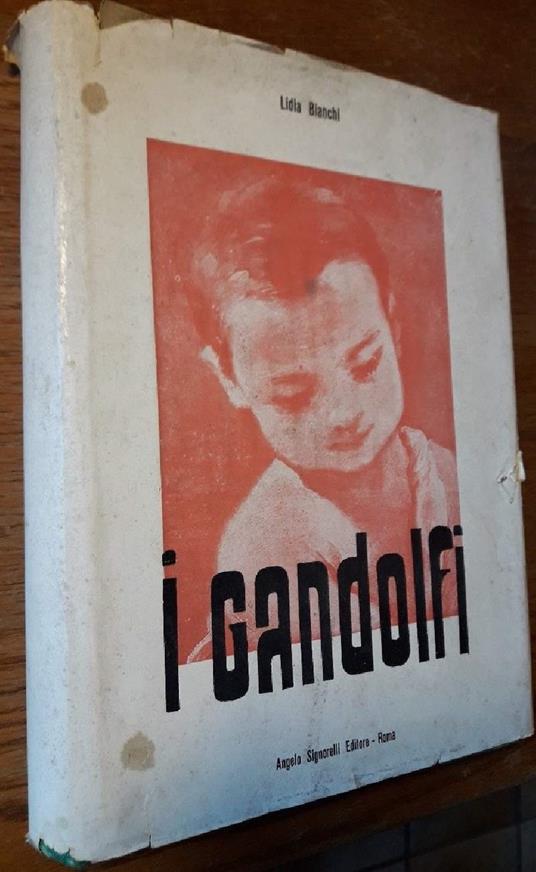 Lidia Bianchi
i Gandolfi
Angelo Signorelli Editore - Roma